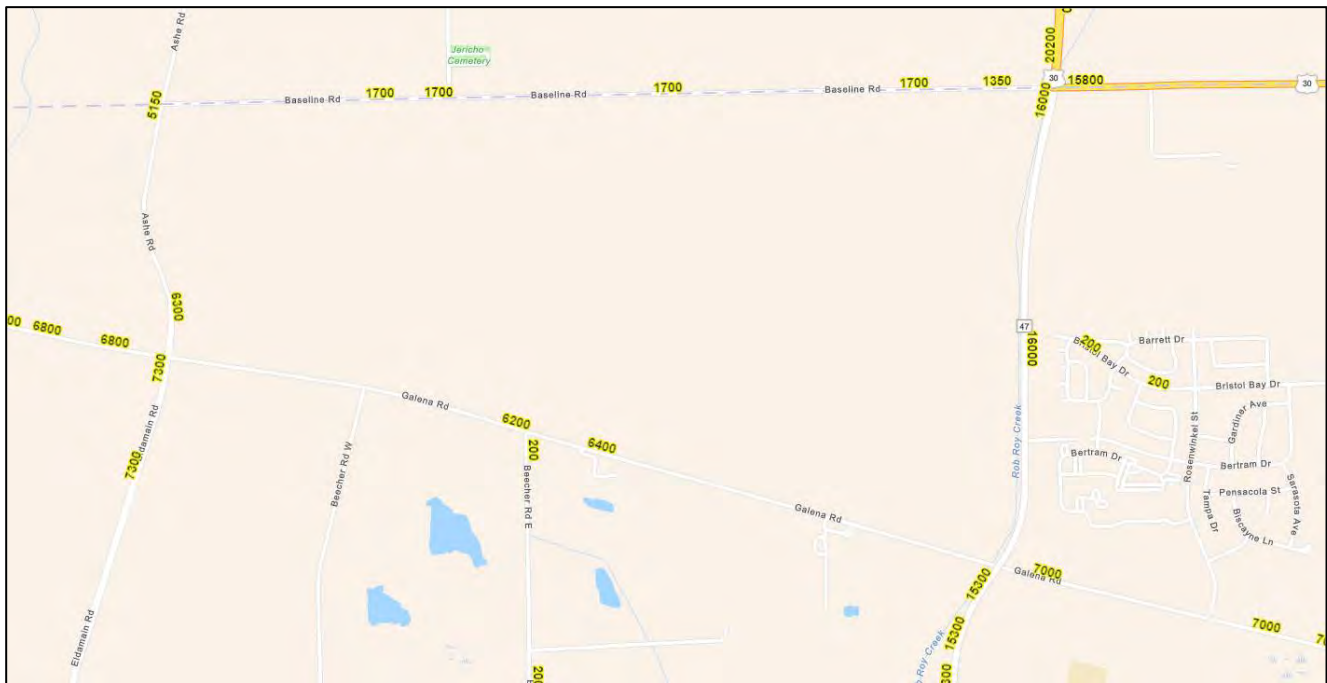 Ashe Rd
20200
Jericho
Cemetery
30
15800
30
5150
Baseline Rd
1700
1700
Baseline Rd
1700
Baseline Rd
1700
1350
16000
Ashe Rd
6300
00
6800
6800
7300
47
16000
200
Bristol Bay Dr
Barrett Dr
200
Bristol Bay Dr
Galena Rd
6200
6400
200
Gardinar Ave
Rosenwinkel St
Rob Roy Creek
Bertram Dr
Bertram Dr
7300
Eldamain Rd
Beecher Rd W
Beecher Rd E
Pensacola St
Sarasota Ave
Tampa Dr
Biscayne Ln
Galena Rd
15300
7000
Galena Rd
7000
15300
Eldamain Rd
Rob Roy Creek
200